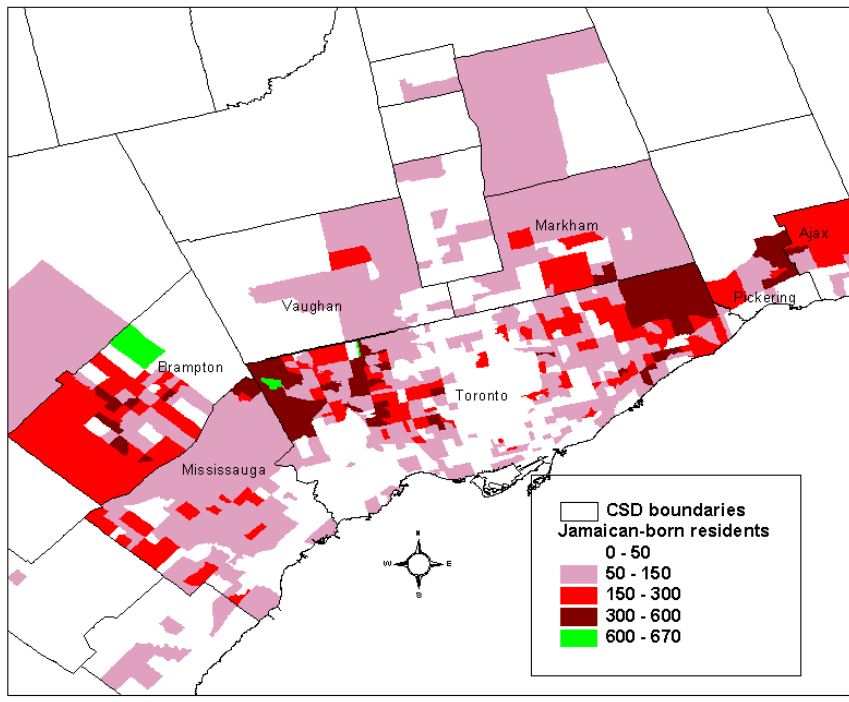 Markham
Ajax
Vaughan
Pickering
Brampton
Toronto
Mississauga
CSD boundaries
Jamaican-born residents
0 - 50
50 - 150
150 - 300
300 - 600
600 - 670
N
W E
S